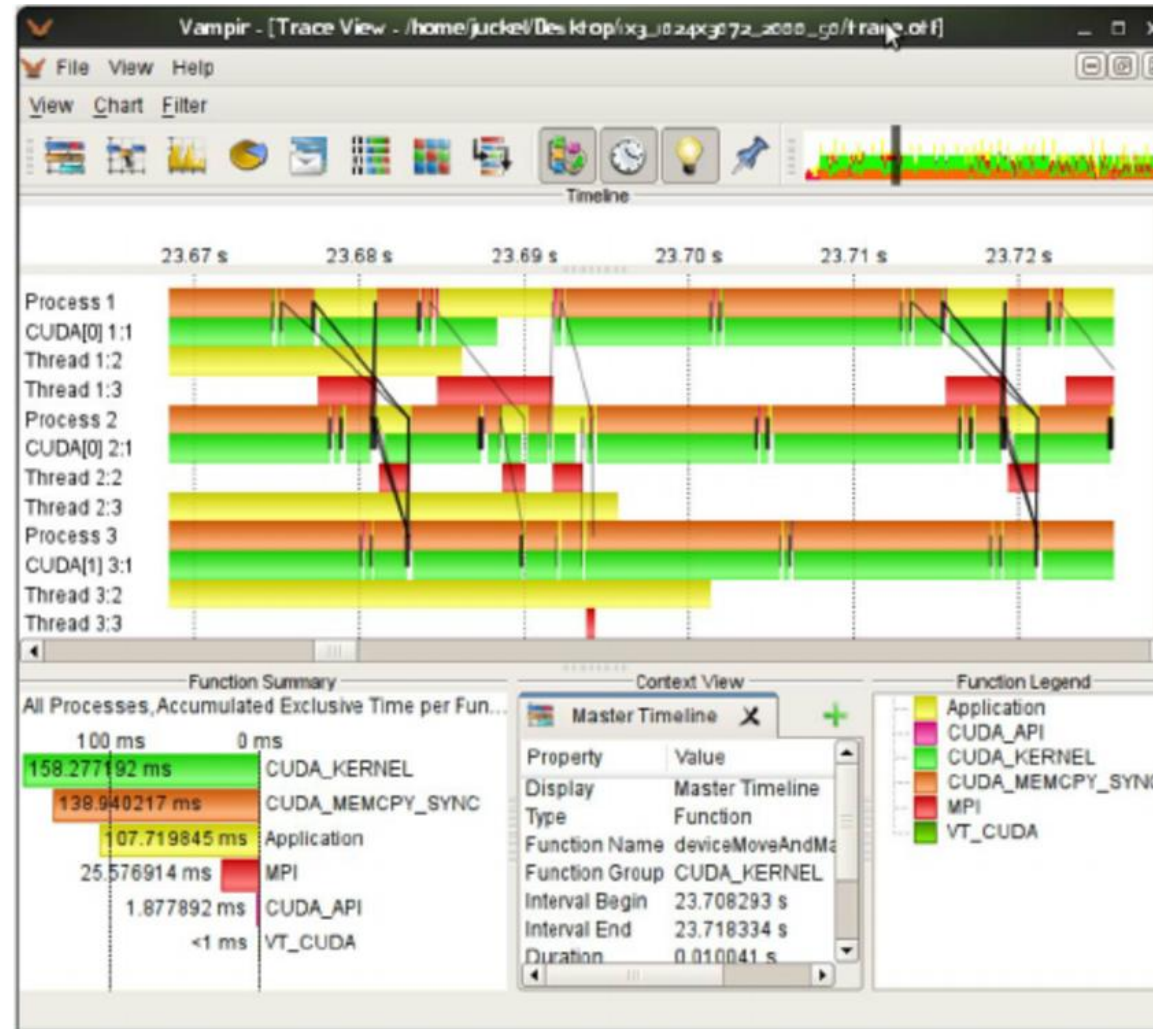 Vampir - [Trace View - /home/juckel/Desktop/1x3_1024x3072_2000_50/trace.otf]
File View Help
View Chart Filter
Timeline
23.67 s 23.68 s 23.69 s 23.70 s 23.71 s 23.72 s
Process 1
CUDA[0] 1:1
Thread 1:2
Thread 1:3
Process 2
CUDA[0] 2:1
Thread 2:2
Thread 2:3
Process 3
CUDA[1] 3:1
Thread 3:2
Thread 3:3
Function Summary
All Processes, Accumulated Exclusive Time per Fun...
100 ms 0 ms
158.277192 ms CUDA_KERNEL
138.940217 ms CUDA_MEMCPY_SYNC
107.719845 ms Application
25.576914 ms MPI
1.877892 ms CUDA_API
<1 ms VT_CUDA
Context View
Master Timeline
Property Value
Display Master Timeline
Type Function
Function Name deviceMoveAndMa
Function Group CUDA_KERNEL
Interval Begin 23.708293 s
Interval End 23.718334 s
Duration 0.010041 s
Function Legend
Application
CUDA_API
CUDA_KERNEL
CUDA_MEMCPY_SYNC
MPI
VT_CUDA